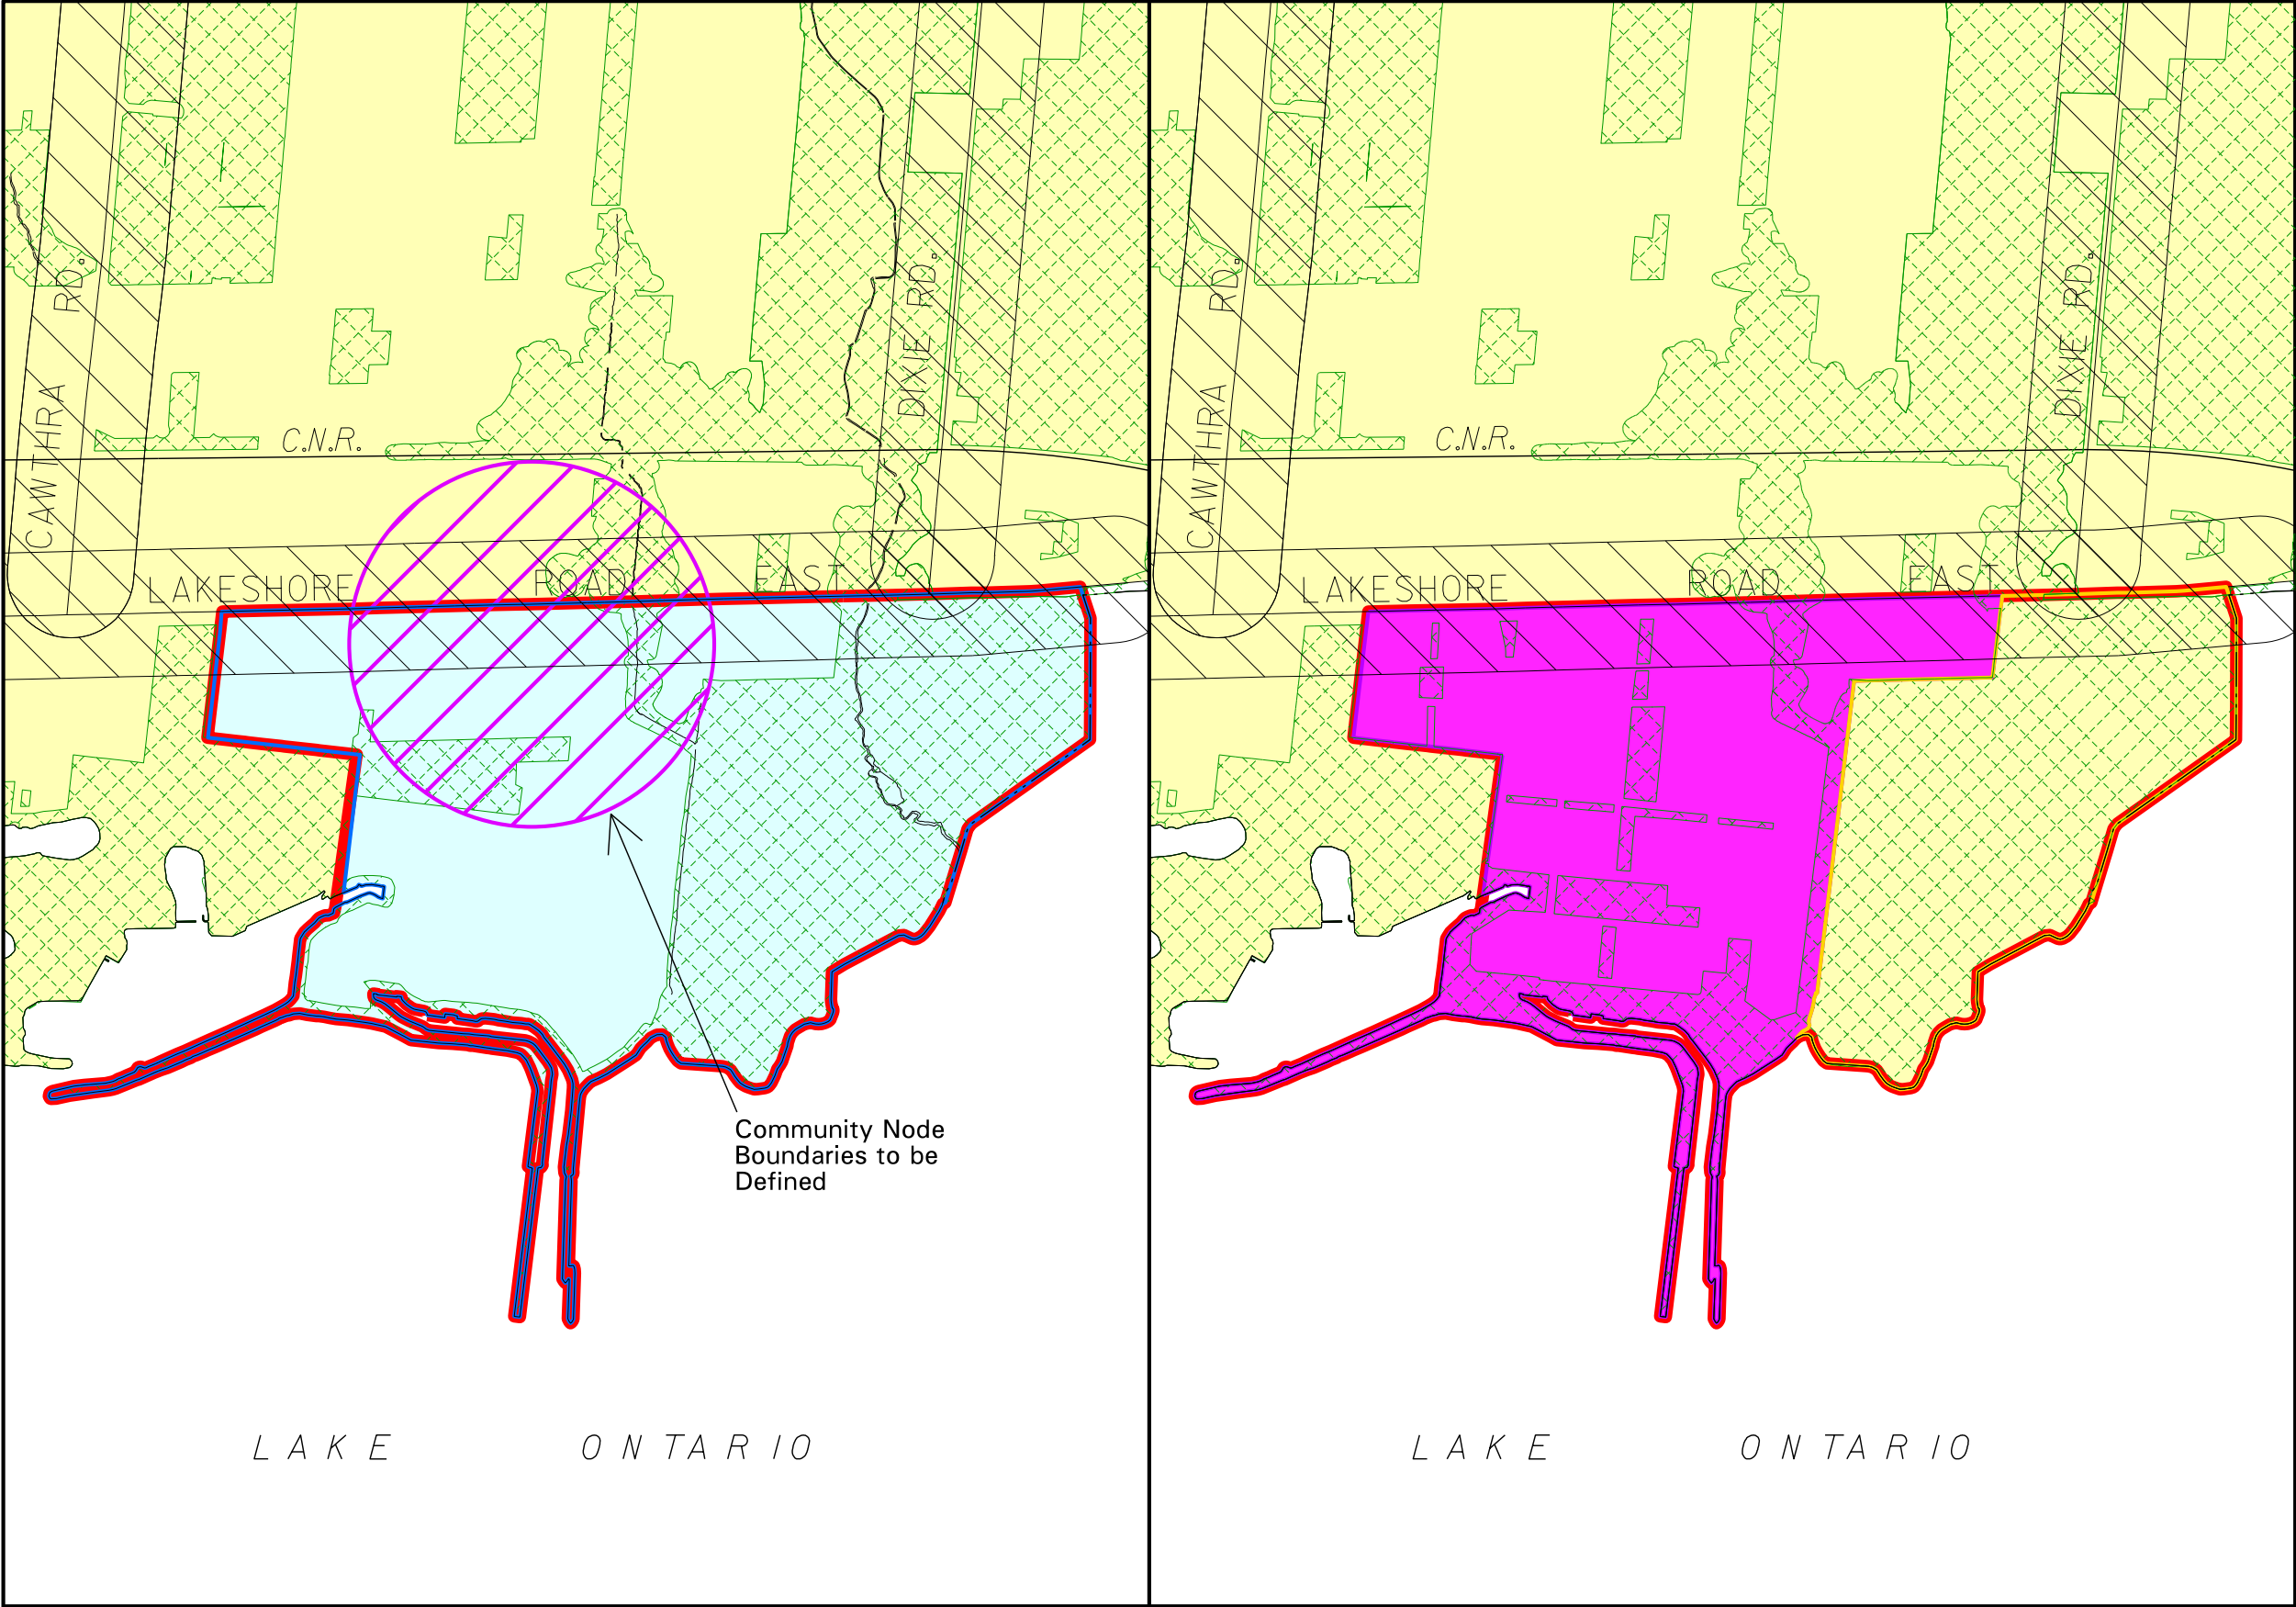 CAWTHRA RD.
DIXIE RD.
C.N.R.
LAKESHORE ROAD EAST
Community Node
Boundaries to be
Defined
LAKE ONTARIO
CAWTHRA RD.
DIXIE RD.
C.N.R.
LAKESHORE ROAD EAST
LAKE ONTARIO